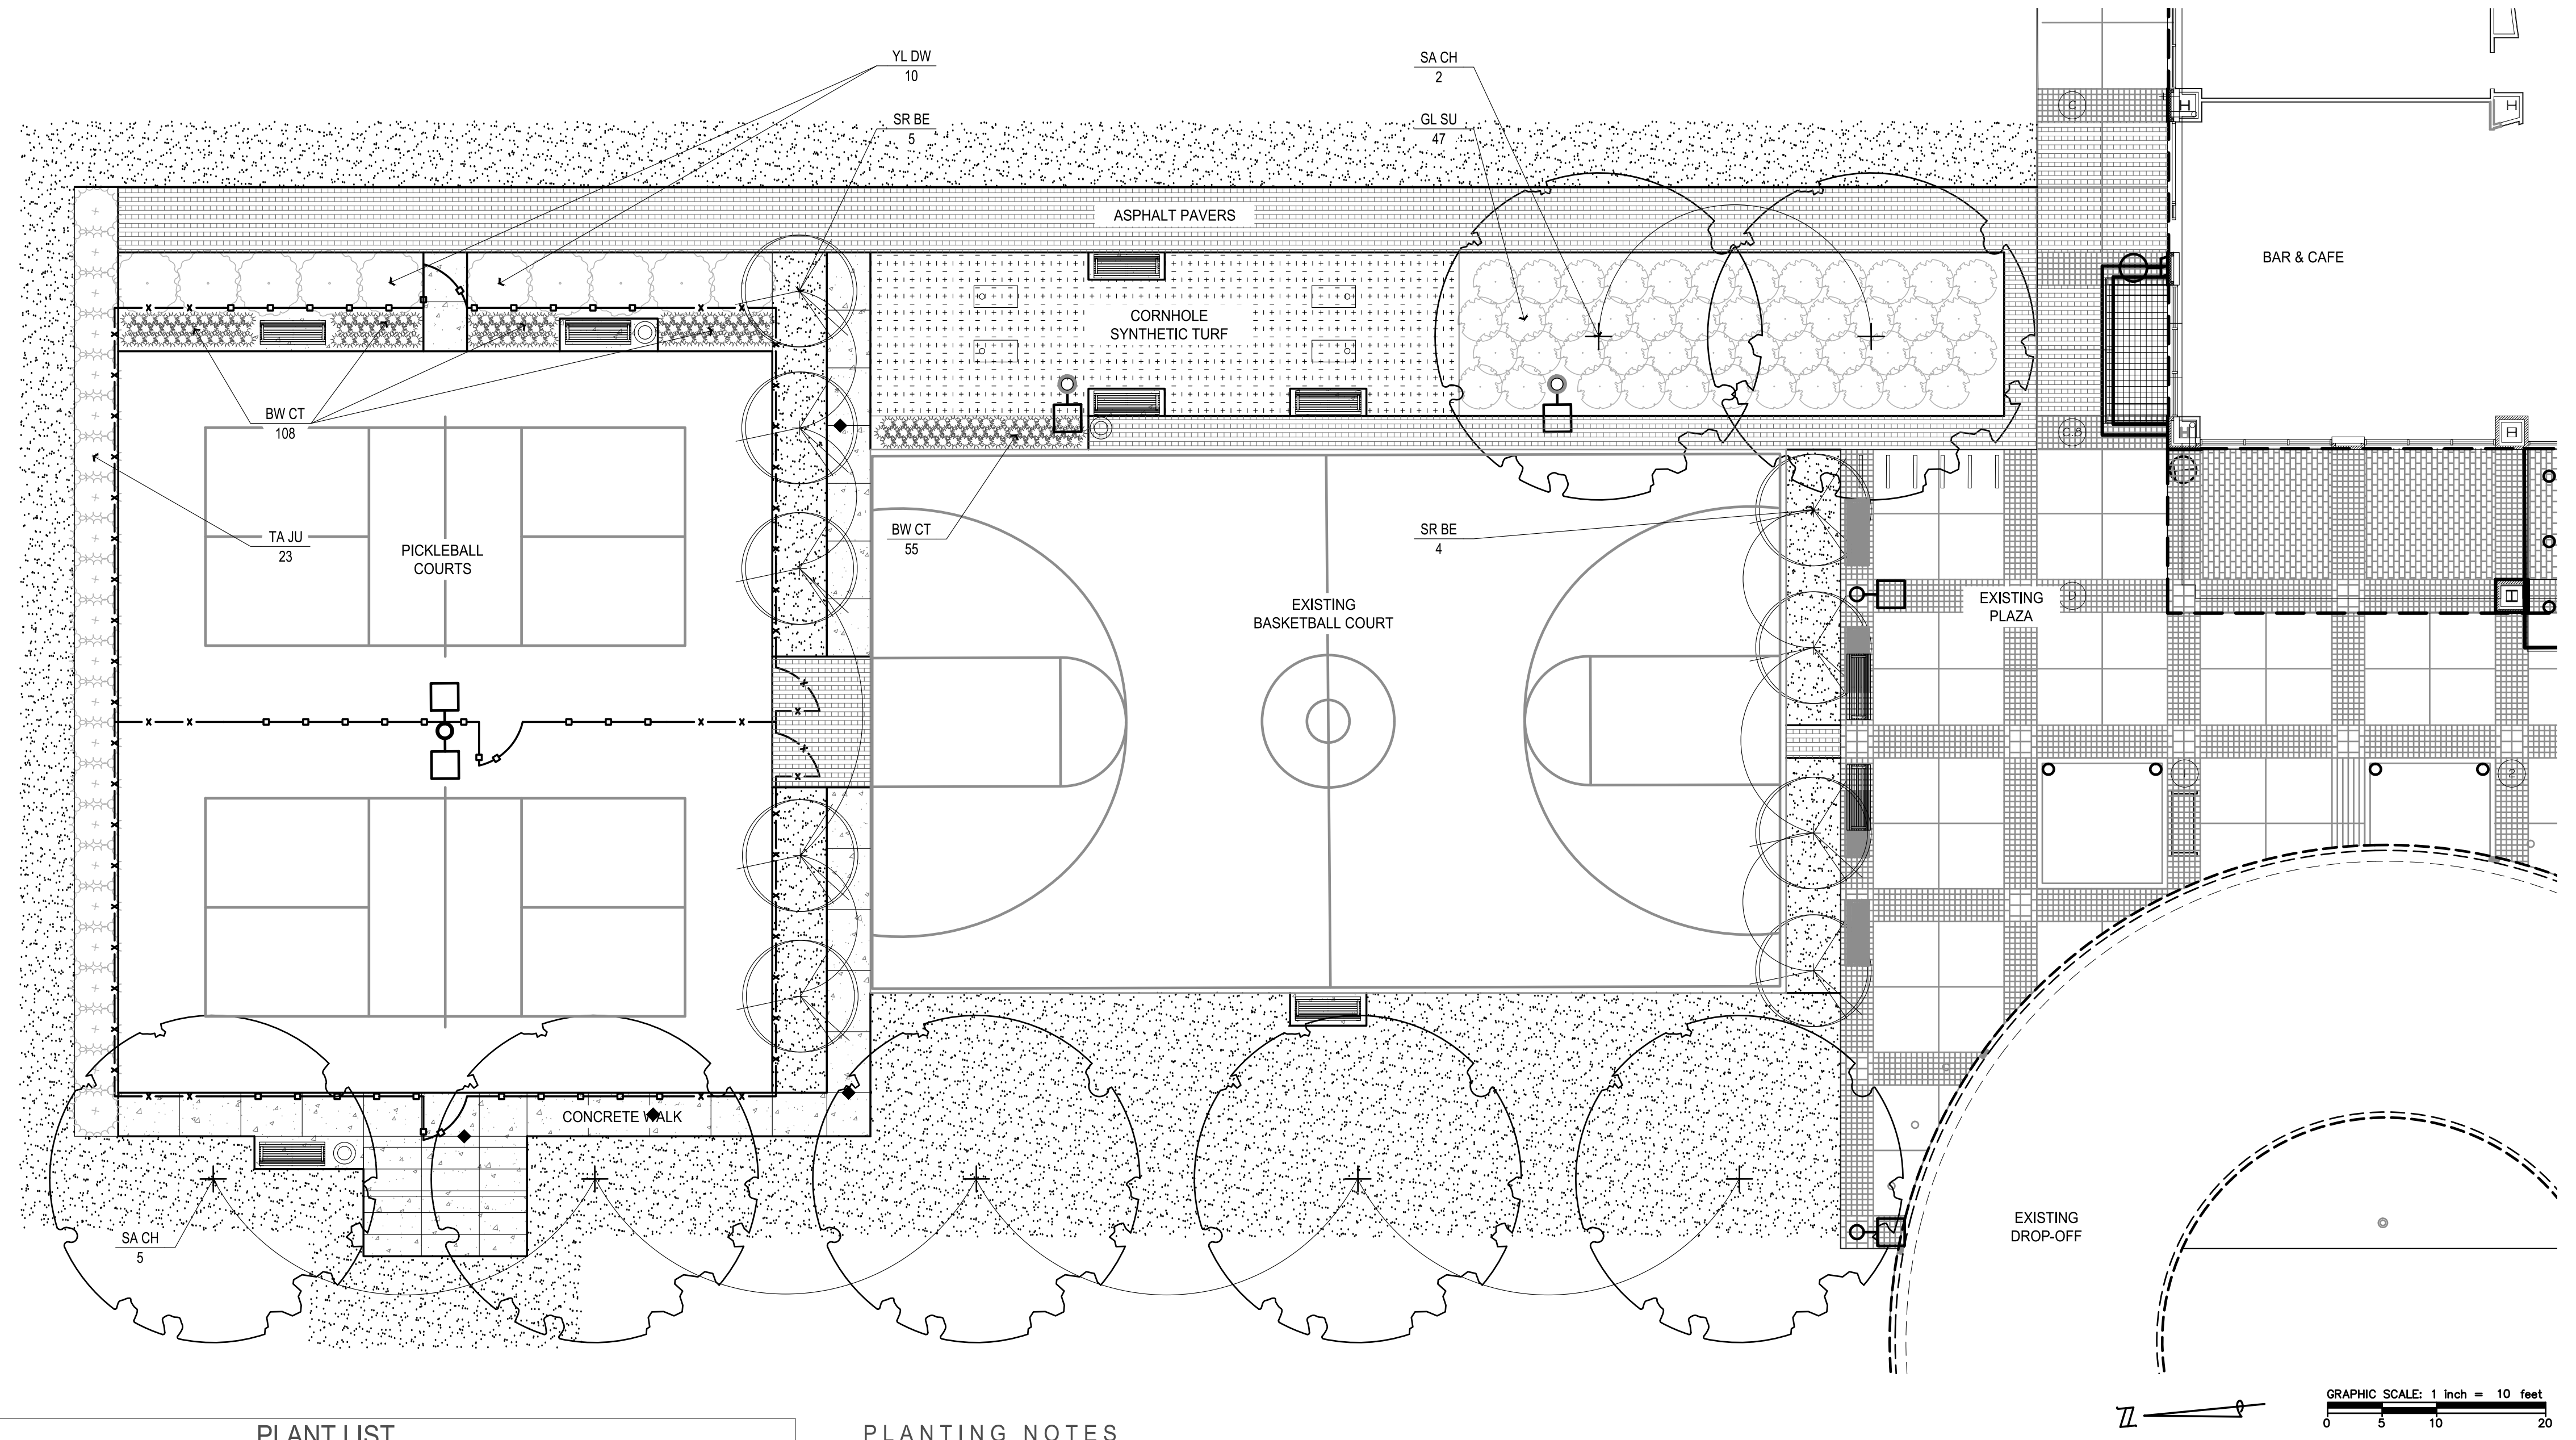 YL DW
10
SA CH
2
SR BE
5
GL SU
47
C
H
H
ASPHALT PAVERS
BAR & CAFE
CORNHOLE
SYNTHETIC TURF
BW CT
108
C.8
H
H
BW CT
55
SR BE
4
TA JU
23
PICKLEBALL
COURTS
EXISTING
BASKETBALL COURT
EXISTING
PLAZA
D
H
2
CONCRETE WALK
SA CH
5
EXISTING
DROP-OFF
GRAPHIC SCALE: 1 inch = 10 feet
0 5 10 20
Z
PLANT LIST
PLANTING NOTES